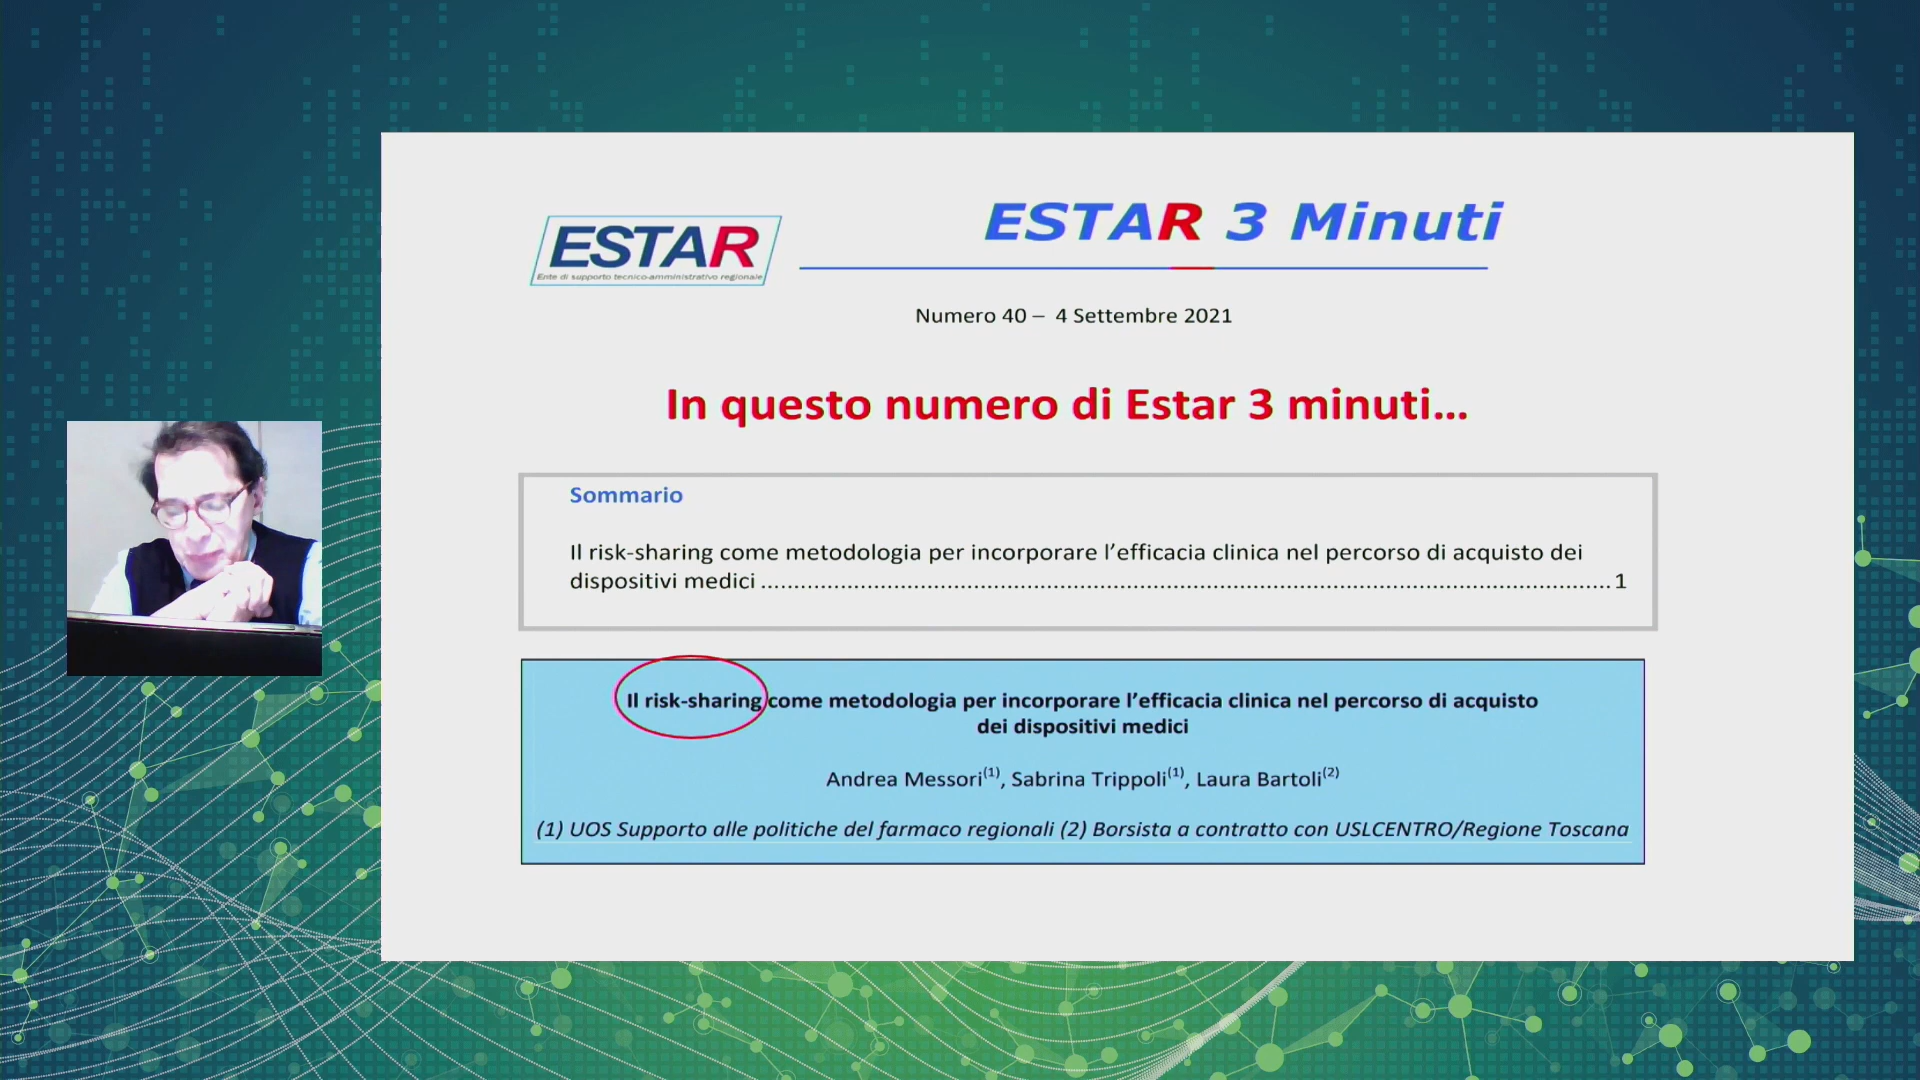 ESTAR
Ente di supporto tecnico-amministrativo regionale
ESTAR 3 Minuti
Numero 40 – 4 Settembre 2021
In questo numero di Estar 3 minuti...
Sommario
Il risk-sharing come metodologia per incorporare l’efficacia clinica nel percorso di acquisto dei
dispositivi medici ........................................................................................................ 1
Il risk-sharing come metodologia per incorporare l’efficacia clinica nel percorso di acquisto
dei dispositivi medici
Andrea Messori(1), Sabrina Trippoli(1), Laura Bartoli(2)
(1) UOS Supporto alle politiche del farmaco regionali (2) Borsista a contratto con USLCENTRO/Regione Toscana